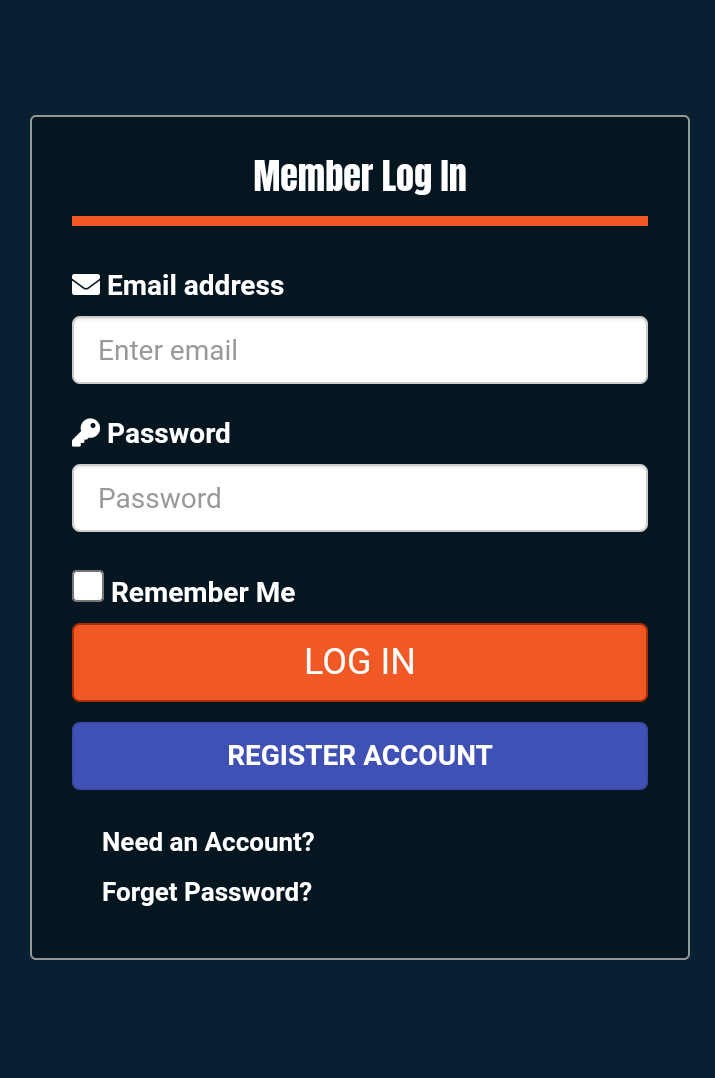 Member Log In
Email address
Enter email
Password
Password
Remember Me
LOG IN
REGISTER ACCOUNT
Need an Account?
Forget Password?